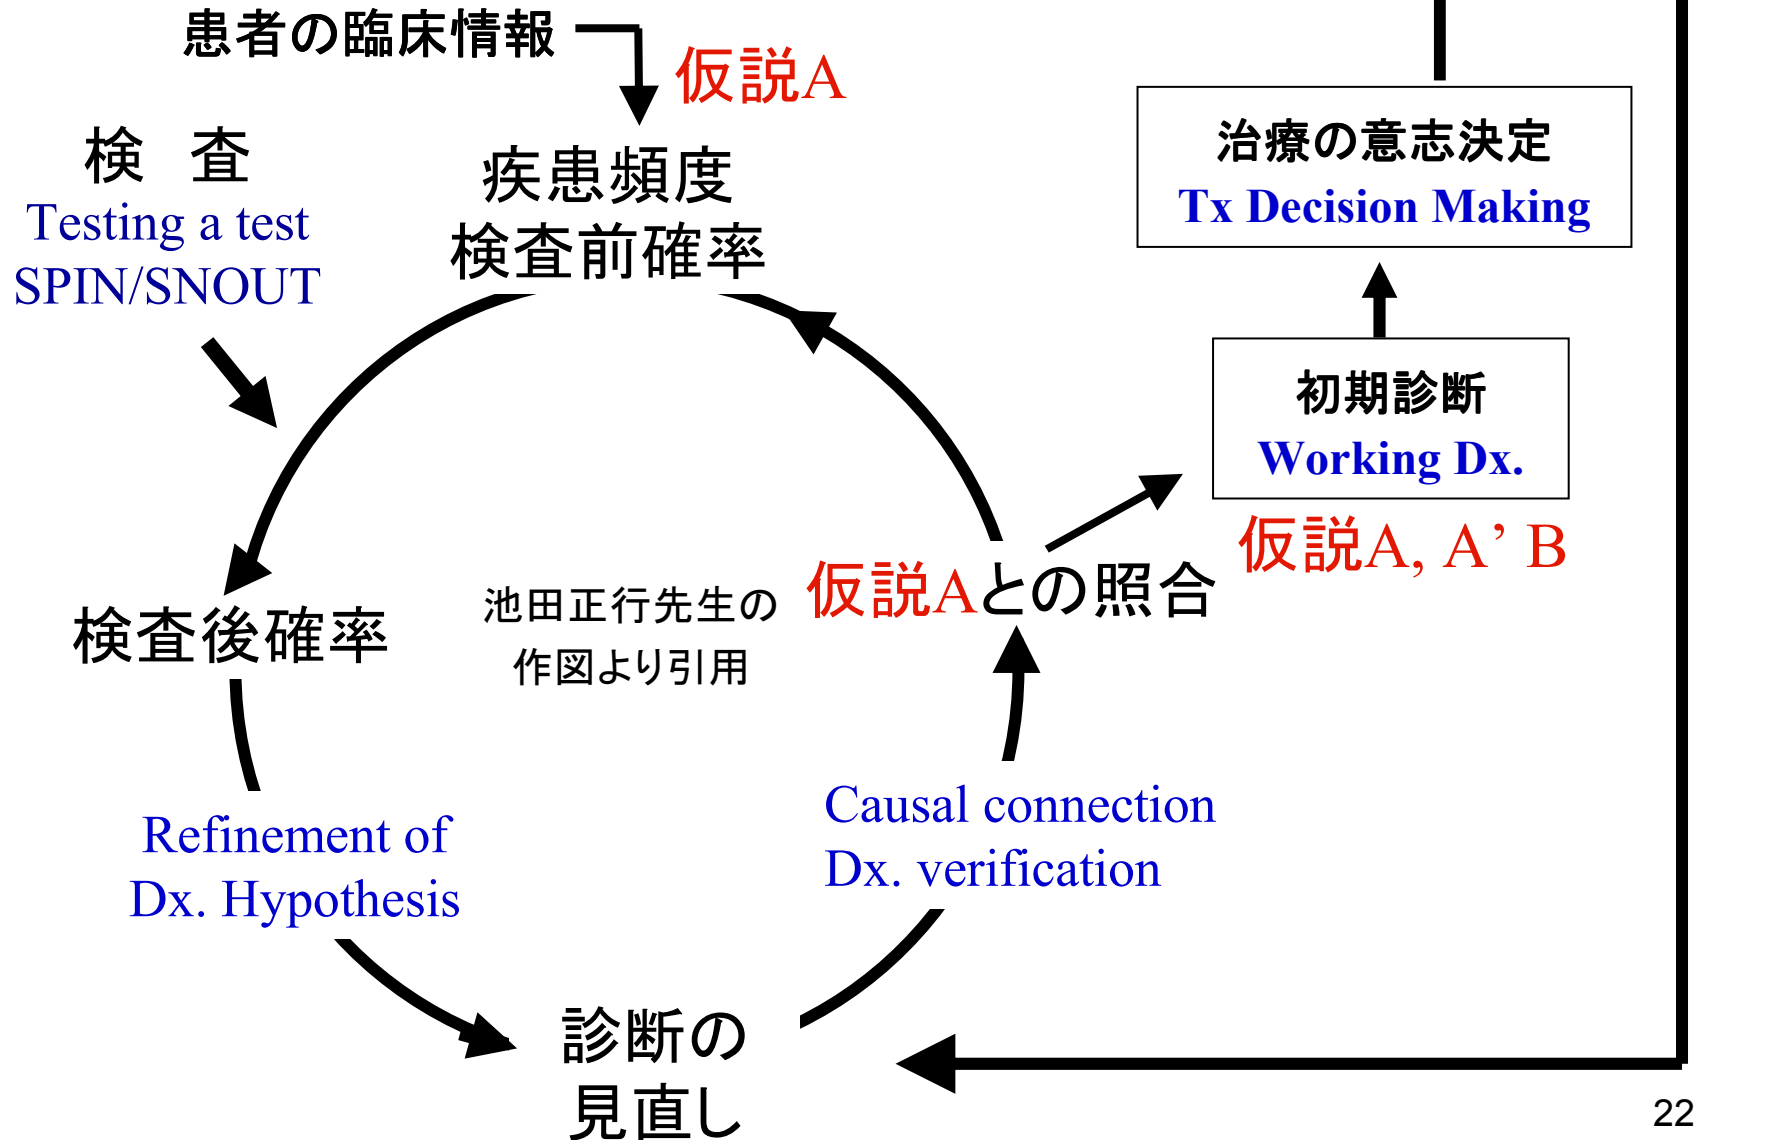 患者の臨床情報
仮説A
検 査
Testing a test
SPIN/SNOUT
疾患頻度
検査前確率
治療の意志決定
Tx Decision Making
初期診断
Working Dx.
仮説A, A’ B
仮説Aとの照合
検査後確率
池田正行先生の
作図より引用
Refinement of
Dx. Hypothesis
Causal connection
Dx. verification
診断の
見直し
22